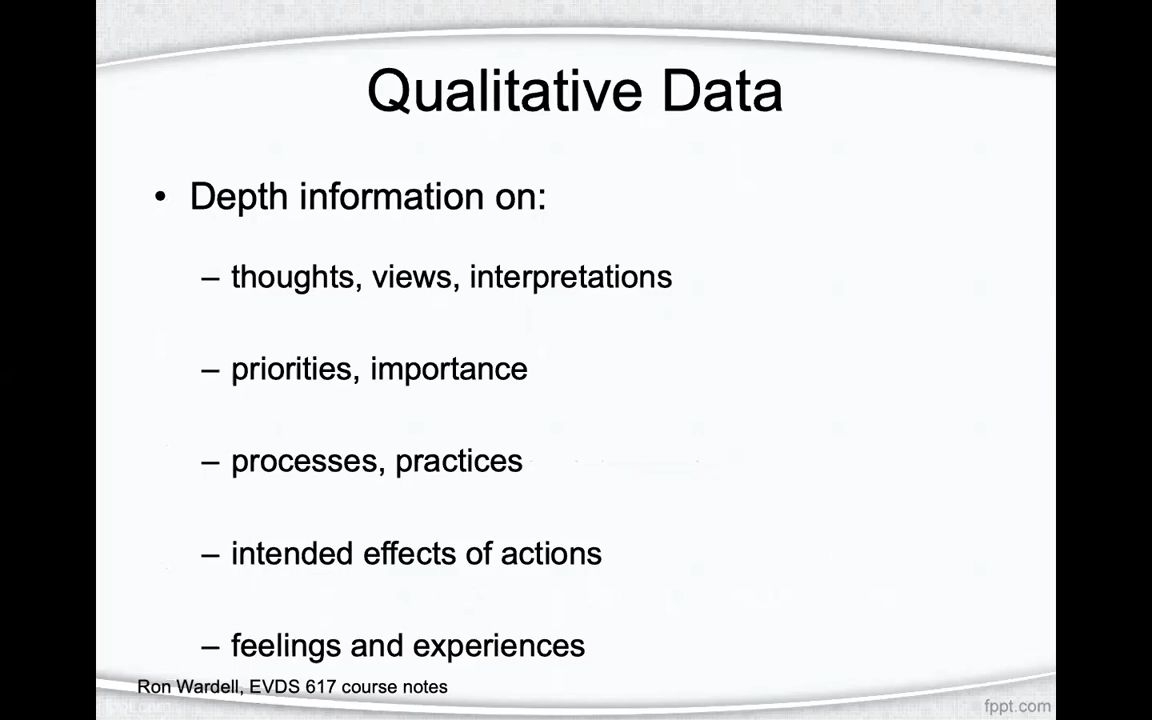 Qualitative Data
• Depth information on:
– thoughts, views, interpretations
– priorities, importance
– processes, practices
– intended effects of actions
– feelings and experiences
Ron Wardell, EVDS 617 course notes
fppt.com